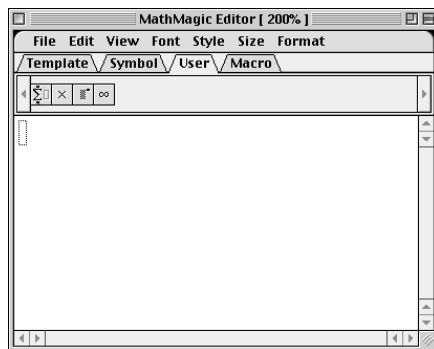 MathMagic Editor [ 200% ]
File Edit View Font Style Size Format
Template Symbol User Macro
Σ × ∞